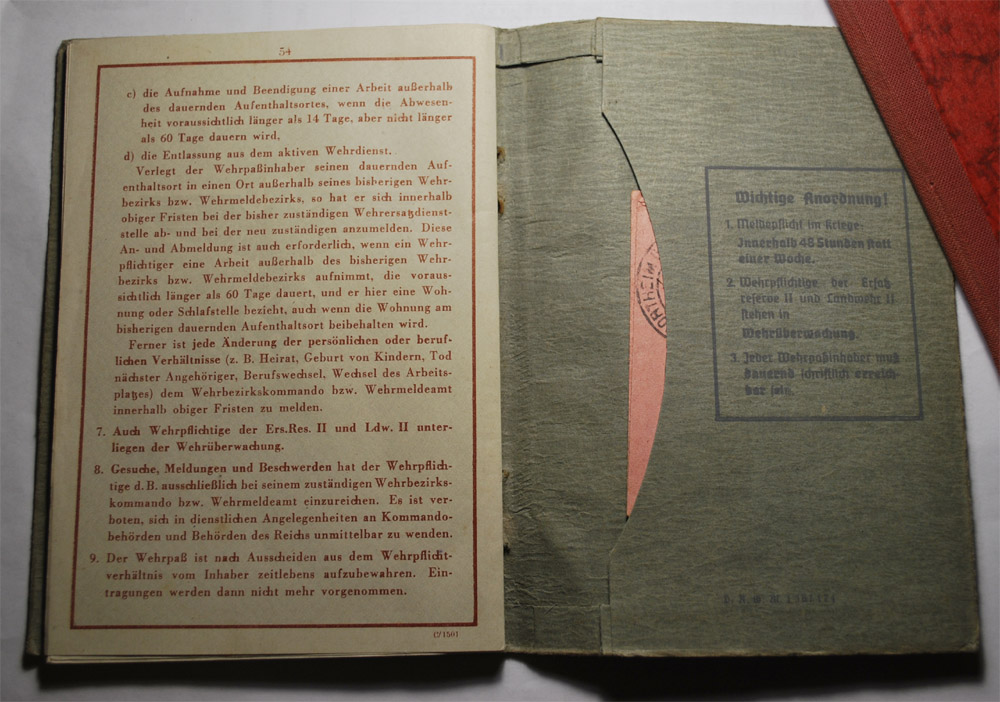 54
c) die Aufnahme und Beendigung einer Arbeit außerhalb
des dauernden Aufenthaltsortes, wenn die Abwesen-
heit voraussichtlich länger als 14 Tage, aber nicht länger
als 60 Tage dauern wird,
d) die Entlassung aus dem aktiven Wehrdienst.
Verlegt der Wehrpaßinhaber seinen dauernden Auf-
enthaltsort in einen Ort außerhalb seines bisherigen Wehr-
bezirks bzw. Wehrmeldebezirks, so hat er sich innerhalb
obiger Fristen bei der bisher zuständigen Wehrersatzdienst-
stelle ab- und bei der neu zuständigen anzumelden. Diese
An- und Abmeldung ist auch erforderlich, wenn ein Wehr-
pflichtiger eine Arbeit außerhalb des bisherigen Wehr-
bezirks bzw. Wehrmeldebezirks aufnimmt, die voraus-
sichtlich länger als 60 Tage dauert, und er hier eine Woh-
nung oder Schlafstelle bezieht, auch wenn die Wohnung am
bisherigen dauernden Aufenthaltsort beibehalten wird.
Ferner ist jede Änderung der persönlichen oder beruf-
lichen Verhältnisse (z. B. Heirat, Geburt von Kindern, Tod
nächster Angehöriger, Berufswechsel, Wechsel des Arbeits-
platzes) dem Wehrbezirkskommando bzw. Wehrmeldeamt
innerhalb obiger Fristen zu melden.
7. Auch Wehrpflichtige der Ers.Res. II und Ldw. II unter-
liegen der Wehrüberwachung.
8. Gesuche, Meldungen und Beschwerden hat der Wehrpflich-
tige d. B. ausschließlich bei seinem zuständigen Wehrbezirks-
kommando bzw. Wehrmeldeamt einzureichen. Es ist ver-
boten, sich in dienstlichen Angelegenheiten an Kommando-
behörden und Behörden des Reichs unmittelbar zu wenden.
9. Der Wehrpaß ist nach Ausscheiden aus dem Wehrpflicht-
verhältnis vom Inhaber zeitlebens aufzubewahren. Ein-
tragungen werden dann nicht mehr vorgenommen.
C/1501
ORTHEIM
Wichtige Anordnung!
1. Meldepflicht im Kriege:
Innerhalb 48 Stunden statt
einer Woche.
2. Wehrpflichtige der Ersatz
reserve II und Landwehr II
stehen in
Wehrüberwachung.
3. Jeder Wehrpaßinhaber muß
dauernd schriftlich erreich-
bar sein.